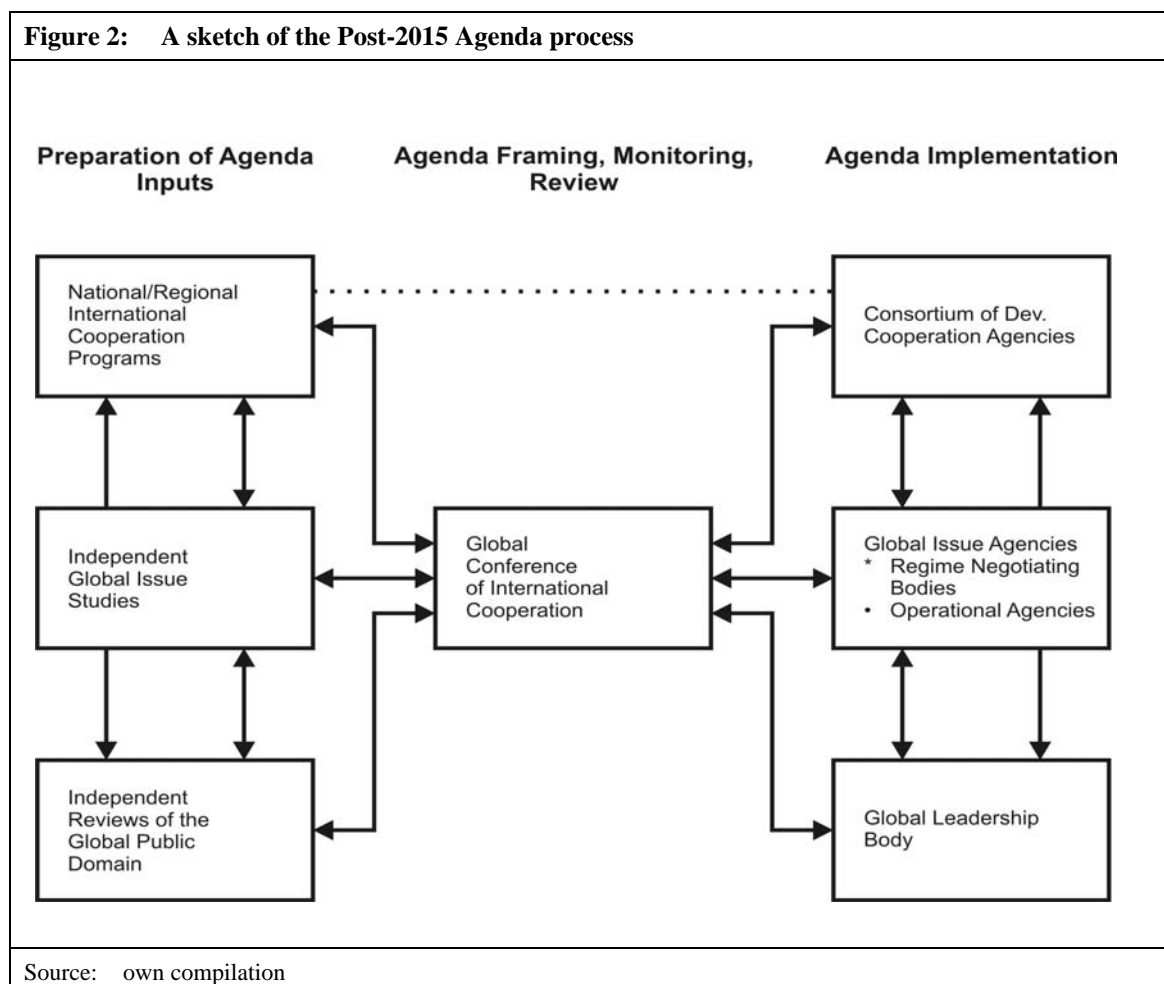 Figure 2: A sketch of the Post-2015 Agenda process
Preparation of Agenda
Inputs
Agenda Framing, Monitoring,
Review
Agenda Implementation
National/Regional
International
Cooperation
Programs
Consortium of Dev.
Cooperation Agencies
Independent
Global Issue
Studies
Global
Conference
of International
Cooperation
Global Issue Agencies
* Regime Negotiating
Bodies
• Operational Agencies
Independent
Reviews of the
Global Public
Domain
Global Leadership
Body
Source: own compilation